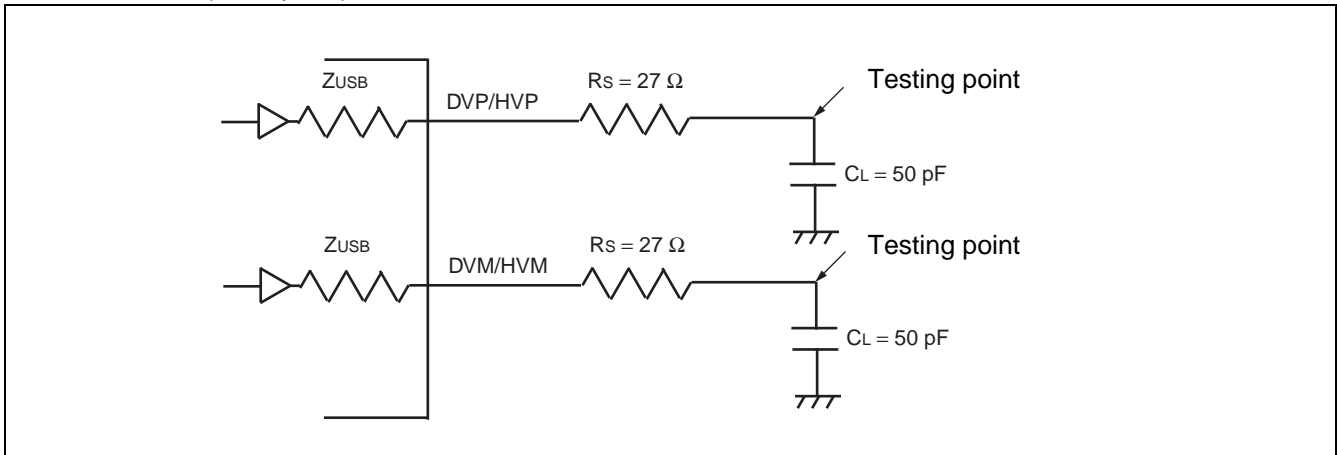 ZUSB
DVP/HVP
RS = 27 Ω
Testing point
CL = 50 pF
ZUSB
DVM/HVM
RS = 27 Ω
Testing point
CL = 50 pF